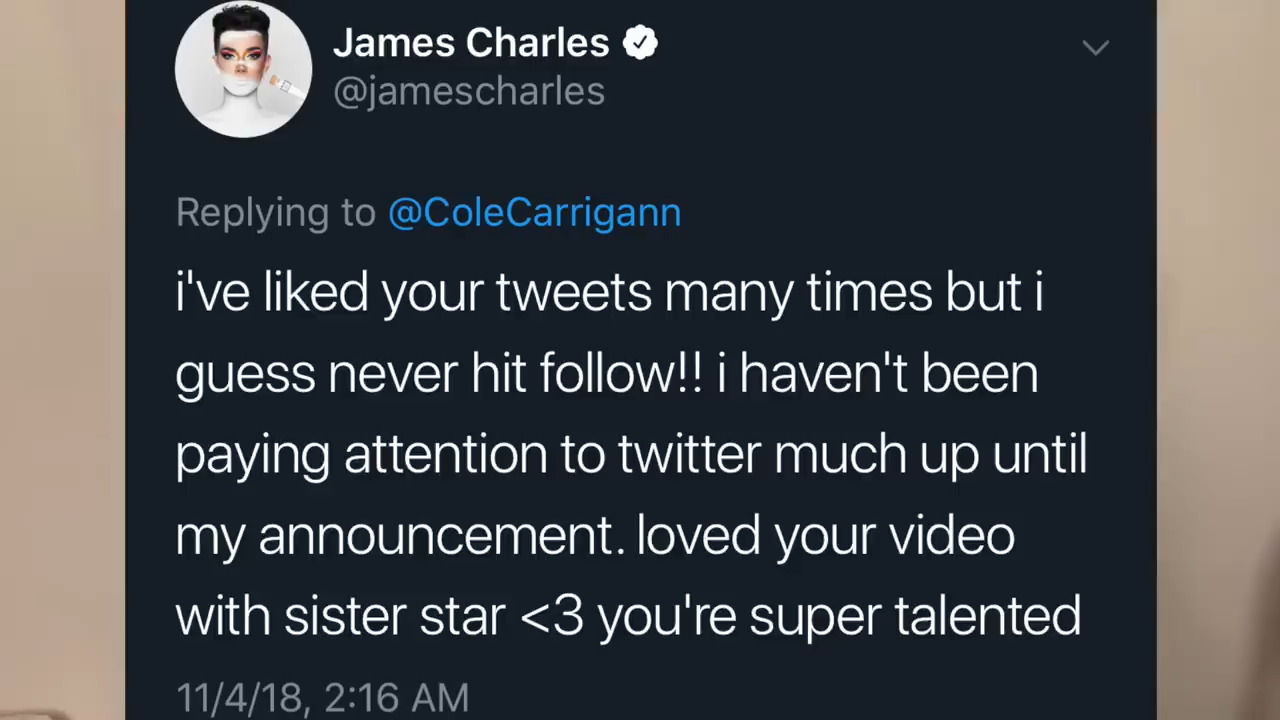 James Charles
@jamescharles
Replying to @ColeCarrigann
i've liked your tweets many times but i
guess never hit follow!! i haven't been
paying attention to twitter much up until
my announcement. loved your video
with sister star <3 you're super talented
11/4/18, 2:16 AM